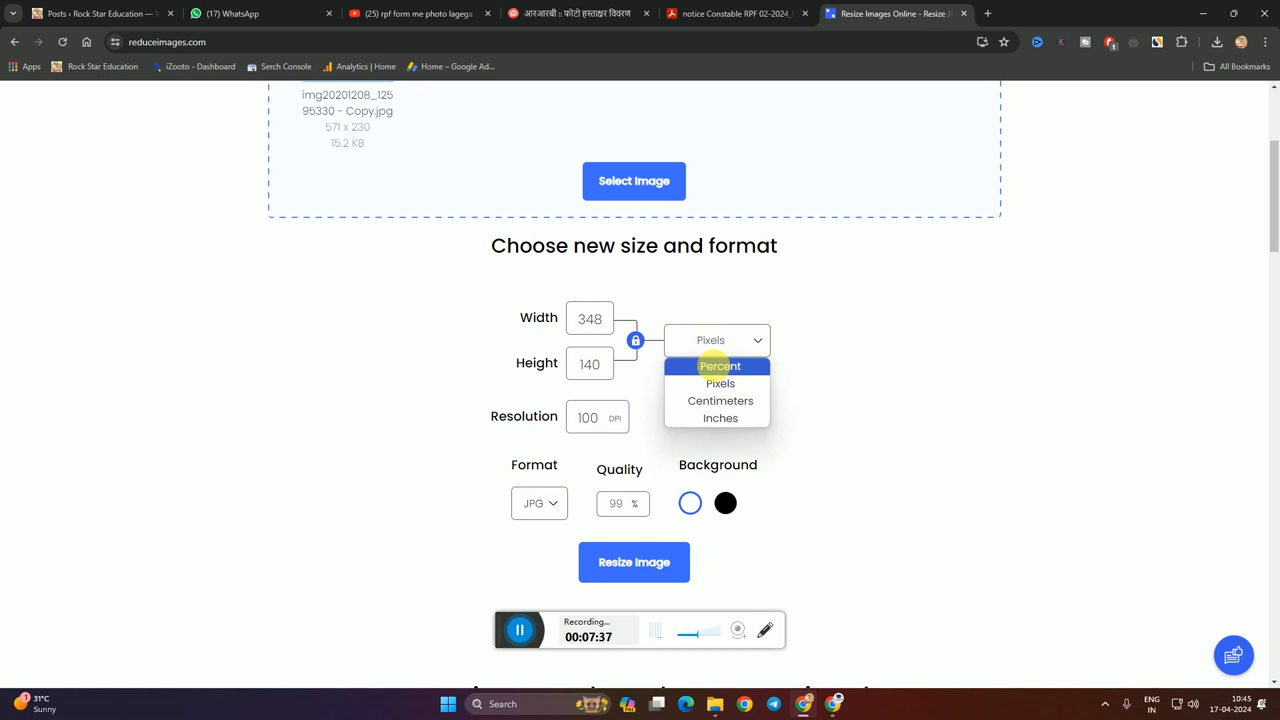 Posts ‹ Rock Star Education —
(17) WhatsApp
(25) rpf form me photo lagega
आरआरबी :: फोटो हस्ताक्षर विवरण
notice Constable RPF 02-2024_
Resize Images Online - Resize J
reduceimages.com
Apps
Rock Star Education
iZooto - Dashboard
Serch Console
Analytics | Home
Home – Google Ad...
All Bookmarks
img20201208_125
95330 - Copy.jpg
571 x 230
15.2 KB
Select Image
Choose new size and format
Width
348
Pixels
Height
140
Percent
Pixels
Centimeters
Inches
Resolution
100 DPI
Format
Quality
Background
JPG
99 %
Resize Image
Recording...
00:07:37
31°C
Sunny
Search
ENG
IN
10:45
17-04-2024